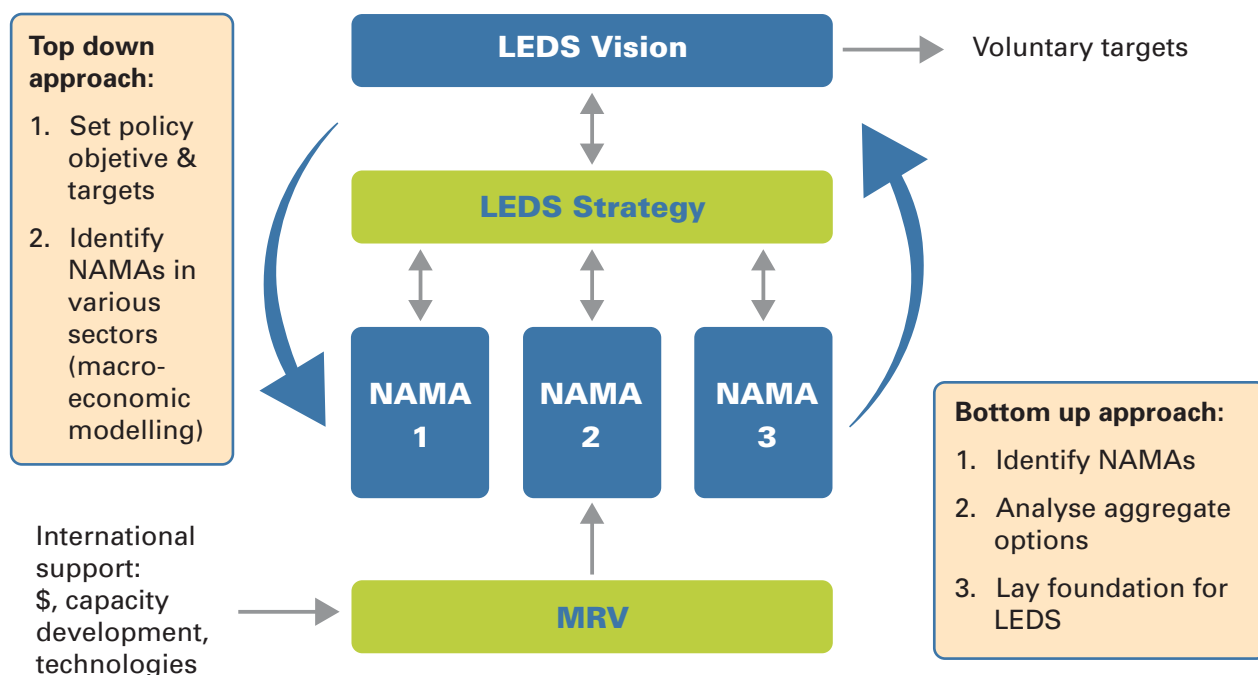 Top down
approach:
1. Set policy
objetive &
targets
2. Identify
NAMAs in
various
sectors
(macro-
economic
modelling)
LEDS Vision
Voluntary targets
LEDS Strategy
NAMA
1
NAMA
2
NAMA
3
Bottom up approach:
1. Identify NAMAs
2. Analyse aggregate
options
3. Lay foundation for
LEDS
International
support:
$, capacity
development,
technologies
MRV